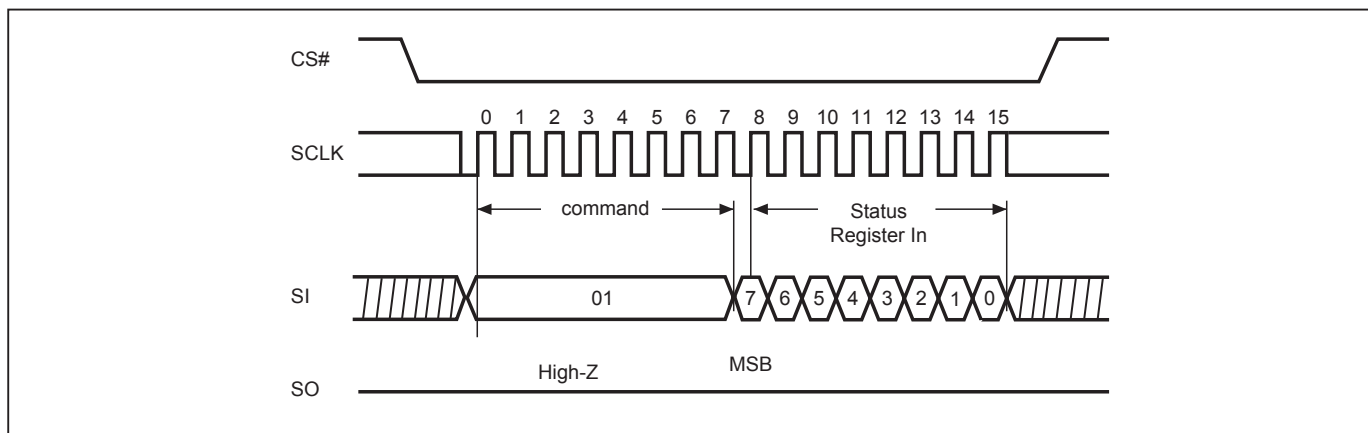 CS#
0 1 2 3 4 5 6 7 8 9 10 11 12 13 14 15
SCLK
command
Status
Register In
SI
01
7 6 5 4 3 2 1 0
High-Z
MSB
SO